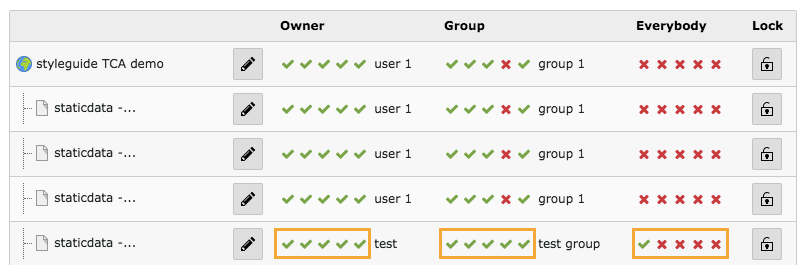 Owner Group Everybody Lock
styleguide TCA demo user 1 group 1
staticdata -... user 1 group 1
staticdata -... user 1 group 1
staticdata -... user 1 group 1
staticdata -... test test group